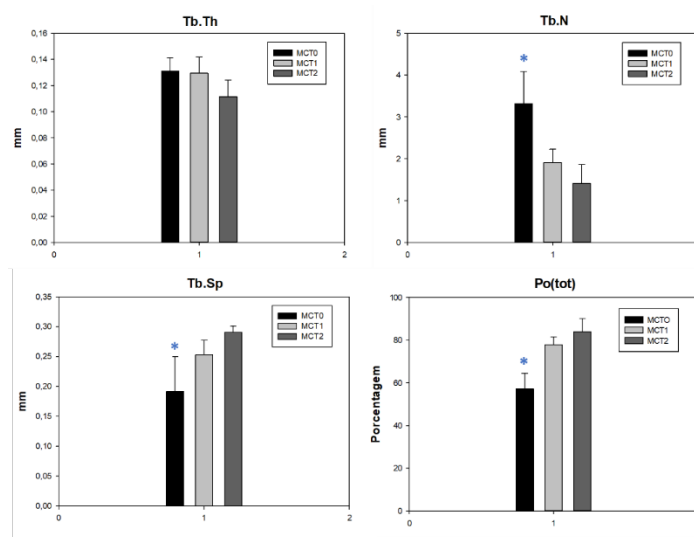 Tb.Th
0,16
0,14
0,12
0,10
0,08
0,06
0,04
0,02
0,00
mm
MCT0
MCT1
MCT2
0
1
2
Tb.N
5
4
3
2
1
0
mm
*
MCT0
MCT1
MCT2
1
Tb.Sp
0,35
0,30
0,25
0,20
0,15
0,10
0,05
0,00
mm
*
MCT0
MCT1
MCT2
0
1
2
Po(tot)
100
80
60
40
20
0
Porcentagem
*
MCTO
MCT1
MCT2
0
1